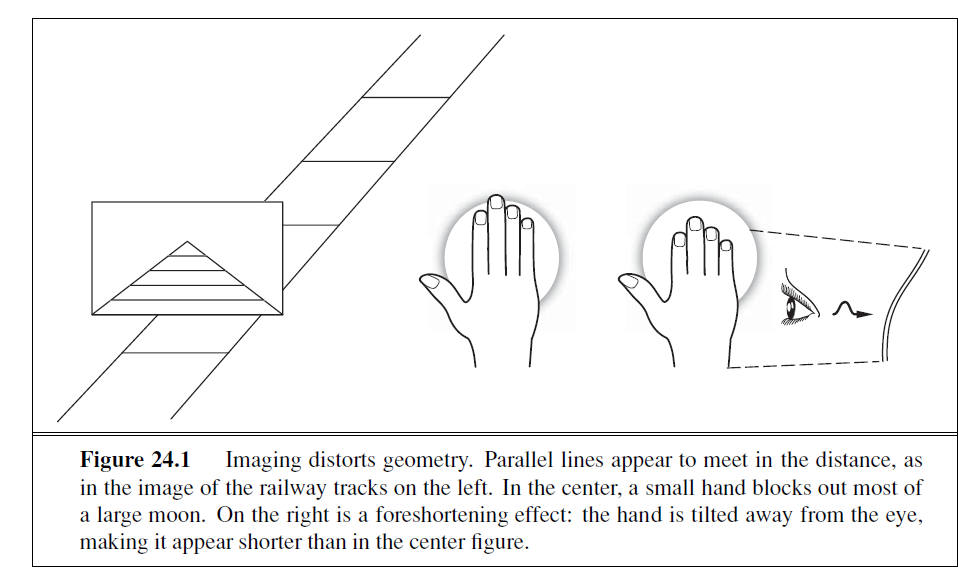 Figure 24.1 Imaging distorts geometry. Parallel lines appear to meet in the distance, as
in the image of the railway tracks on the left. In the center, a small hand blocks out most of
a large moon. On the right is a foreshortening effect: the hand is tilted away from the eye,
making it appear shorter than in the center figure.